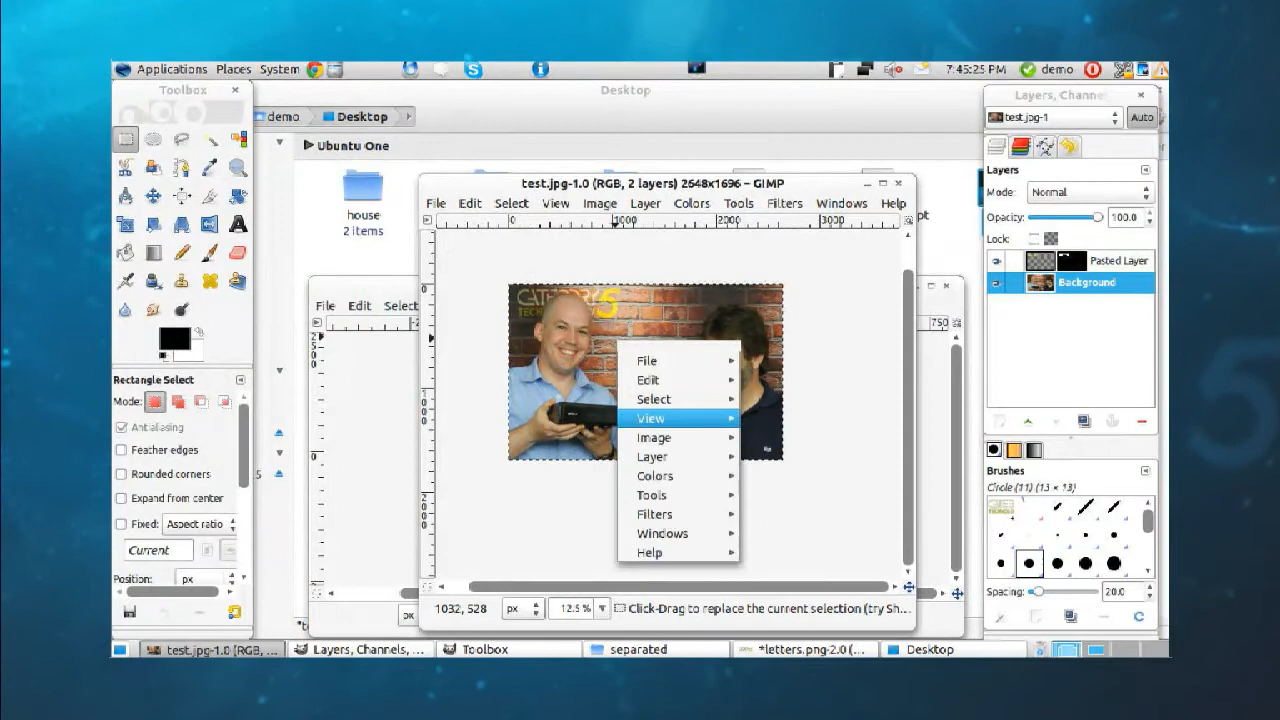 Applications Places System 7:45:25 PM demo
Toolbox
Desktop
Layers, Channe
demo Desktop
test.jpg-1 Auto
Ubuntu One
house
2 items
test.jpg-1.0 (RGB, 2 layers) 2648x1696 – GIMP
File Edit Select View Image Layer Colors Tools Filters Windows Help
0 1000 2000 3000
Layers
Mode: Normal
Opacity: 100.0
Lock:
Pasted Layer
Background
File Edit Select
750
File
Edit
Select
View
Image
Layer
Colors
Tools
Filters
Windows
Help
Rectangle Select
Mode:
Antialiasing
Feather edges
Rounded corners
Expand from center
Fixed: Aspect ratio
Current
Position: px
Brushes
Circle (11) (13 × 13)
Spacing: 20.0
px
1032, 528 px 12.5 % Click-Drag to replace the current selection (try Sh...
test.jpg-1.0 (RGB, ... Layers, Channels, ... Toolbox separated *letters.png-2.0 (... Desktop